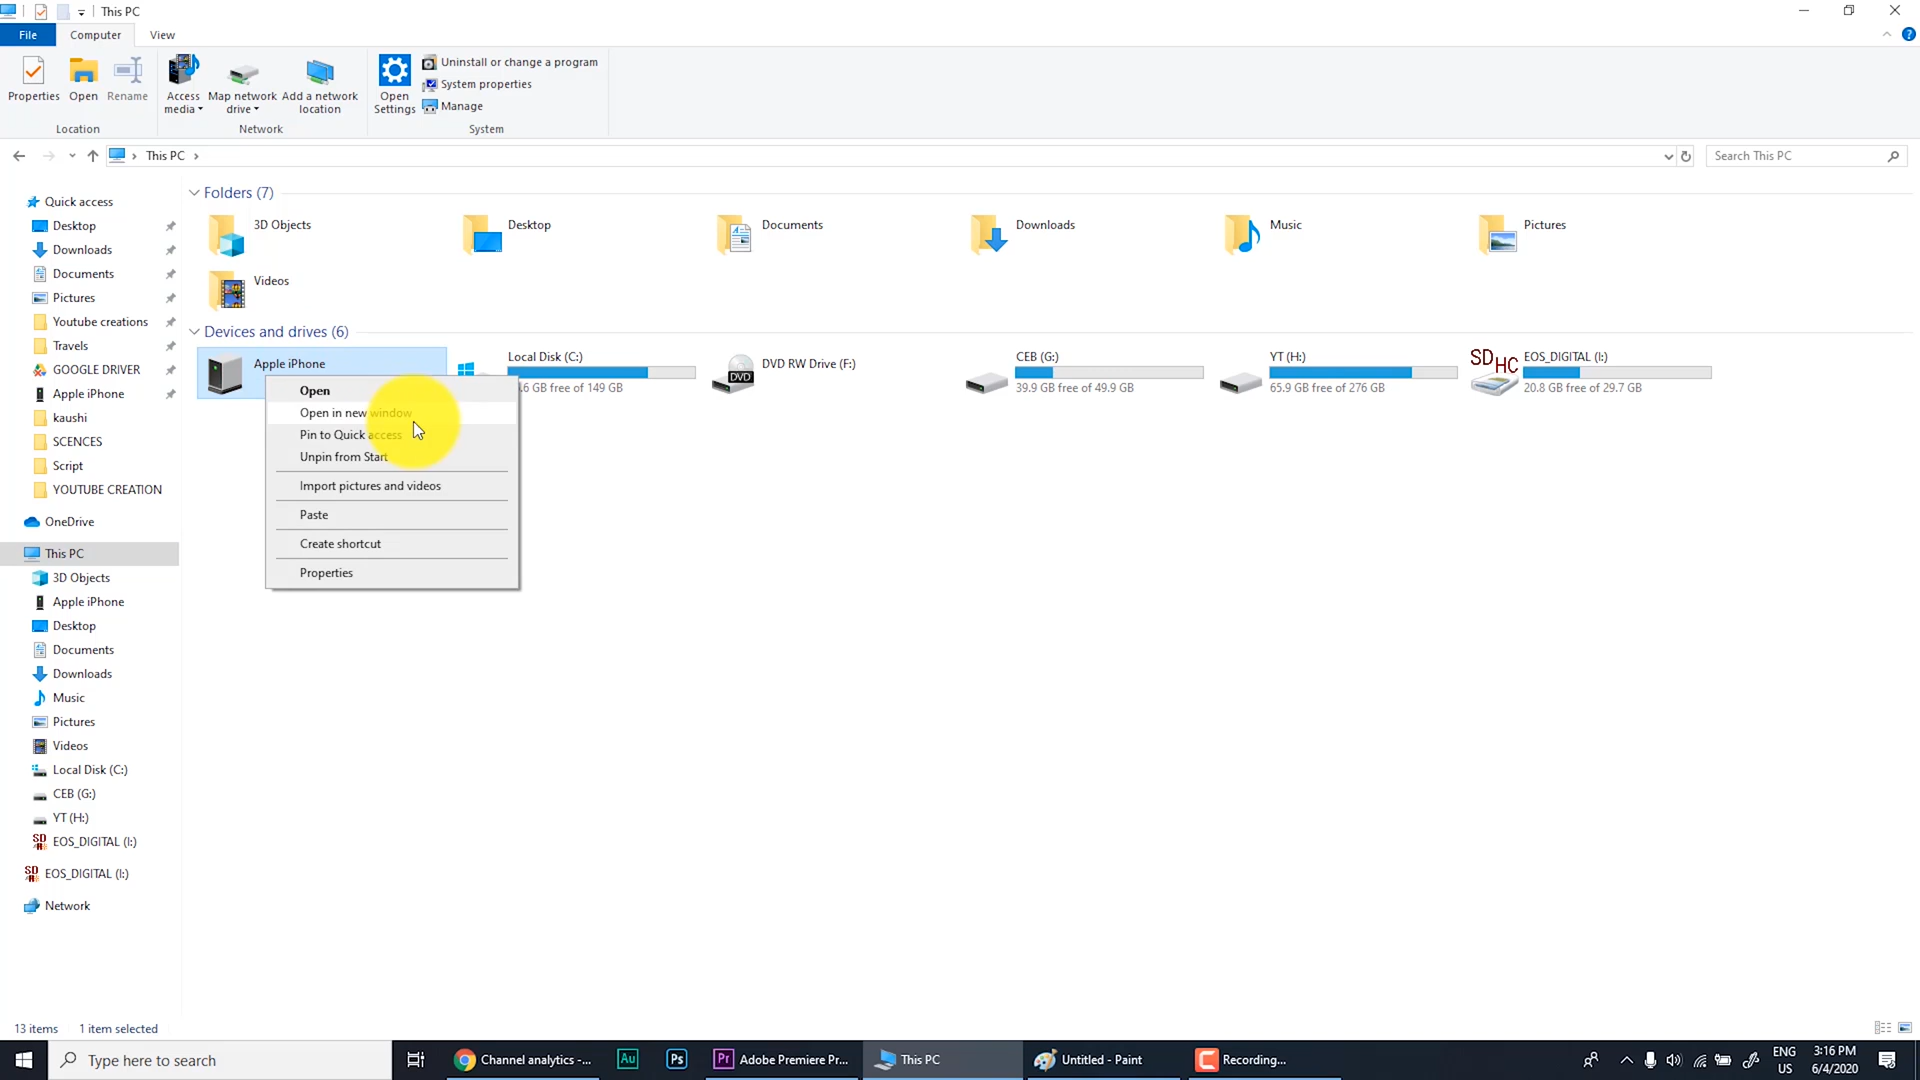 This PC
File
Computer
View
Properties
Open
Rename
Location
Access media
Map network drive
Add a network location
Network
Open Settings
Uninstall or change a program
System properties
Manage
System
This PC
Search This PC
Quick access
Desktop
Downloads
Documents
Pictures
Youtube creations
Travels
GOOGLE DRIVER
Apple iPhone
kaushi
SCENCES
Script
YOUTUBE CREATION
OneDrive
This PC
3D Objects
Apple iPhone
Desktop
Documents
Downloads
Music
Pictures
Videos
Local Disk (C:)
CEB (G:)
YT (H:)
EOS_DIGITAL (I:)
EOS_DIGITAL (I:)
Network
Folders (7)
3D Objects
Desktop
Documents
Downloads
Music
Pictures
Videos
Devices and drives (6)
Apple iPhone
Local Disk (C:)
GB free of 149 GB
DVD RW Drive (F:)
DVD
CEB (G:)
39.9 GB free of 49.9 GB
YT (H:)
65.9 GB free of 276 GB
SDHC
EOS_DIGITAL (I:)
20.8 GB free of 29.7 GB
Open
Open in new window
Pin to Quick access
Unpin from Start
Import pictures and videos
Paste
Create shortcut
Properties
13 items
1 item selected
Type here to search
Channel analytics -...
Au
Ps
Pr
Adobe Premiere Pr...
This PC
Untitled - Paint
Recording...
ENG
US
3:16 PM
6/4/2020